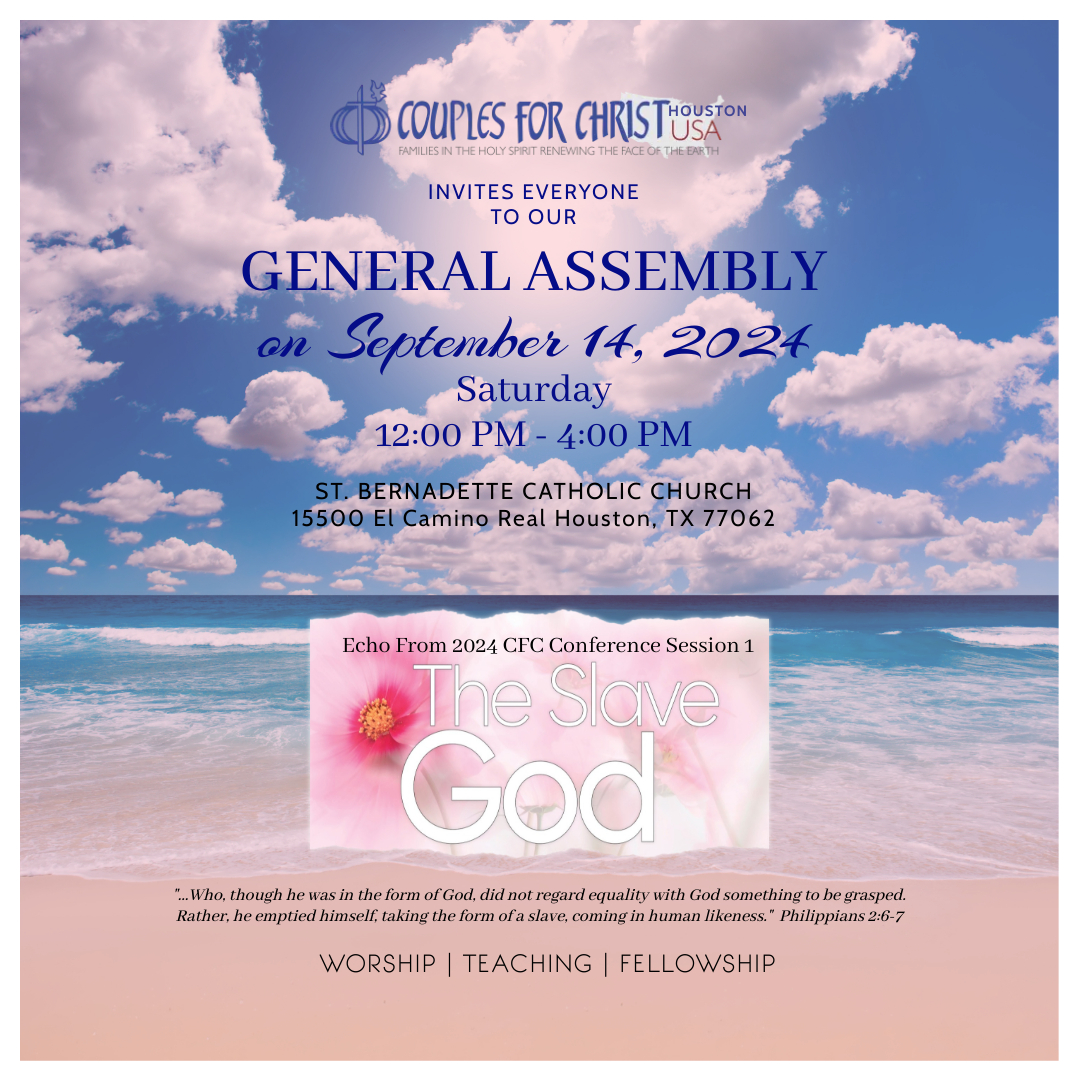 COUPLES FOR CHRIST HOUSTON USA
FAMILIES IN THE HOLY SPIRIT RENEWING THE FACE OF THE EARTH
INVITES EVERYONE
TO OUR
GENERAL ASSEMBLY
on September 14, 2024
Saturday
12:00 PM - 4:00 PM
ST. BERNADETTE CATHOLIC CHURCH
15500 El Camino Real Houston, TX 77062
Echo From 2024 CFC Conference Session 1
The Slave
God
"...Who, though he was in the form of God, did not regard equality with God something to be grasped.
Rather, he emptied himself, taking the form of a slave, coming in human likeness." Philippians 2:6-7
WORSHIP | TEACHING | FELLOWSHIP